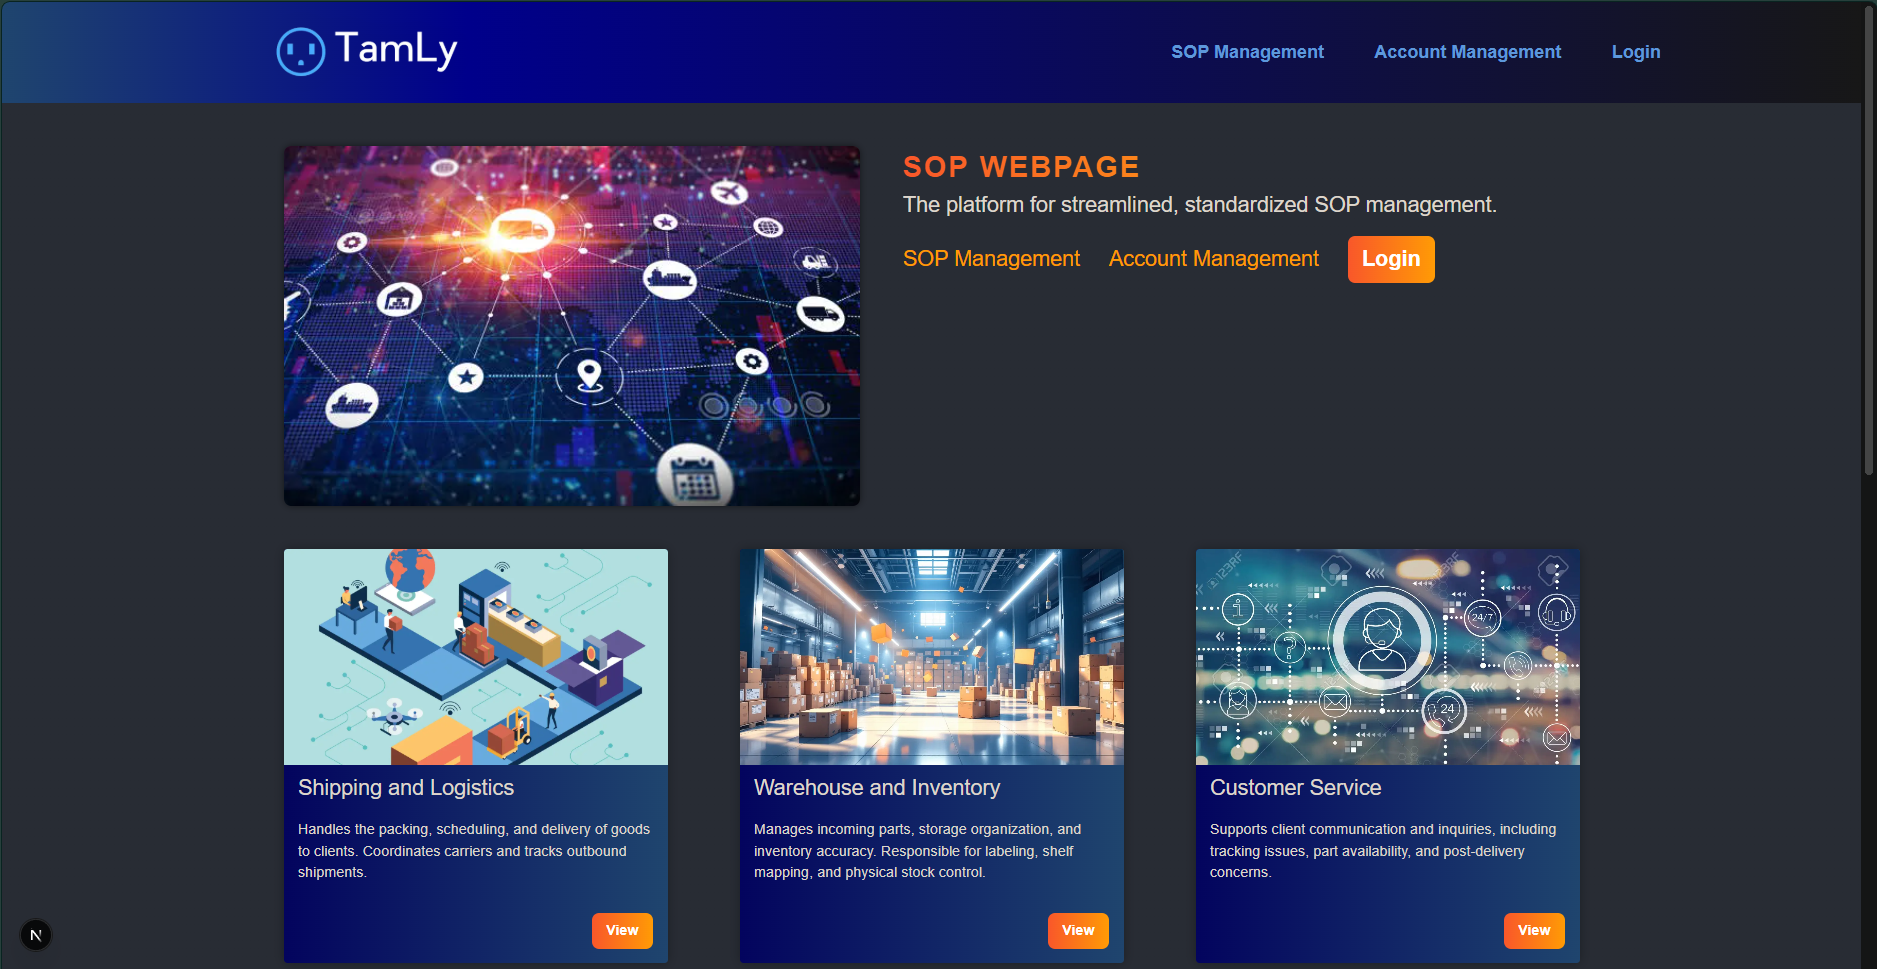 TamLy
SOP Management Account Management Login
SOP WEBPAGE
The platform for streamlined, standardized SOP management.
SOP Management Account Management Login
123RF
123RF
24/7
24
Shipping and Logistics
Handles the packing, scheduling, and delivery of goods
to clients. Coordinates carriers and tracks outbound
shipments.
View
Warehouse and Inventory
Manages incoming parts, storage organization, and
inventory accuracy. Responsible for labeling, shelf
mapping, and physical stock control.
View
Customer Service
Supports client communication and inquiries, including
tracking issues, part availability, and post-delivery
concerns.
View
N